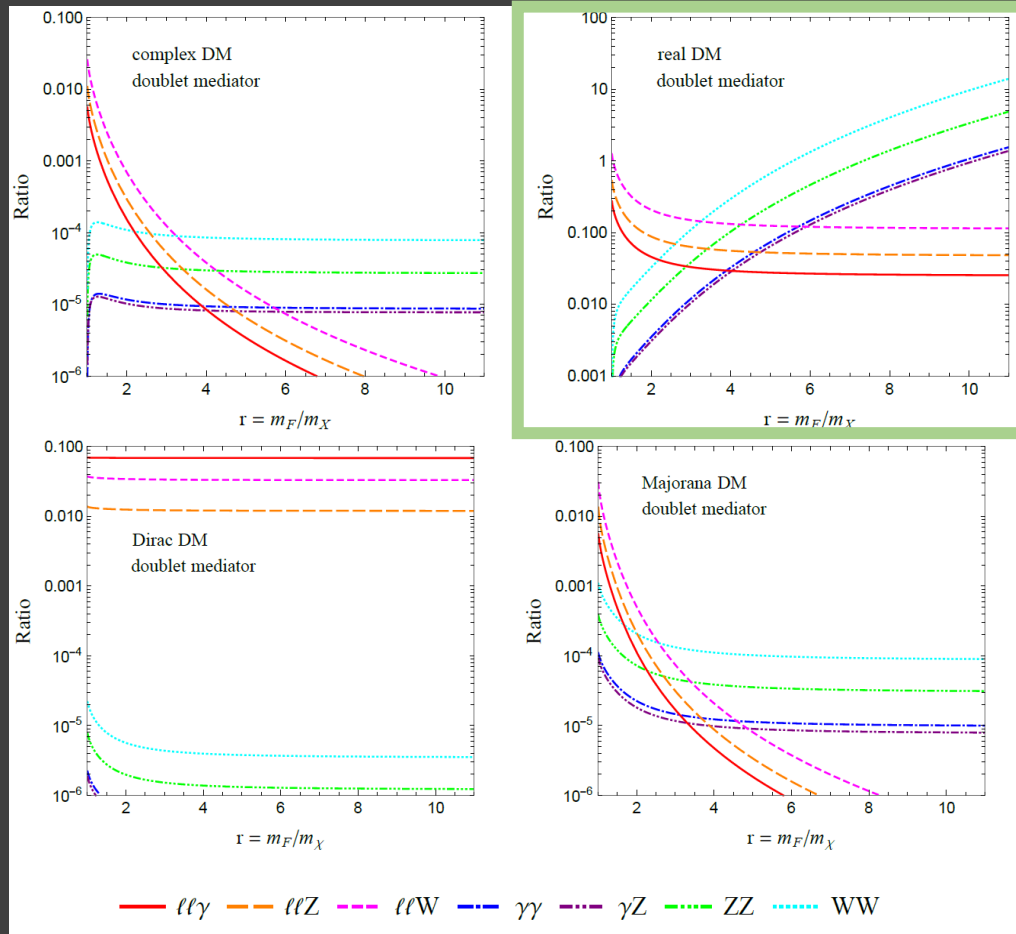 0.100
0.010
0.001
10⁻⁴
10⁻⁵
10⁻⁶
Ratio
complex DM
doublet mediator
2 4 6 8 10
r = m_F/m_X
100
10
1
0.100
0.010
0.001
Ratio
real DM
doublet mediator
2 4 6 8 10
r = m_F/m_X
0.100
0.010
0.001
10⁻⁴
10⁻⁵
10⁻⁶
Ratio
Dirac DM
doublet mediator
2 4 6 8 10
r = m_F/m_χ
0.100
0.010
0.001
10⁻⁴
10⁻⁵
10⁻⁶
Ratio
Majorana DM
doublet mediator
2 4 6 8 10
r = m_F/m_χ
ℓℓγ ℓℓZ ℓℓW γγ γZ ZZ WW